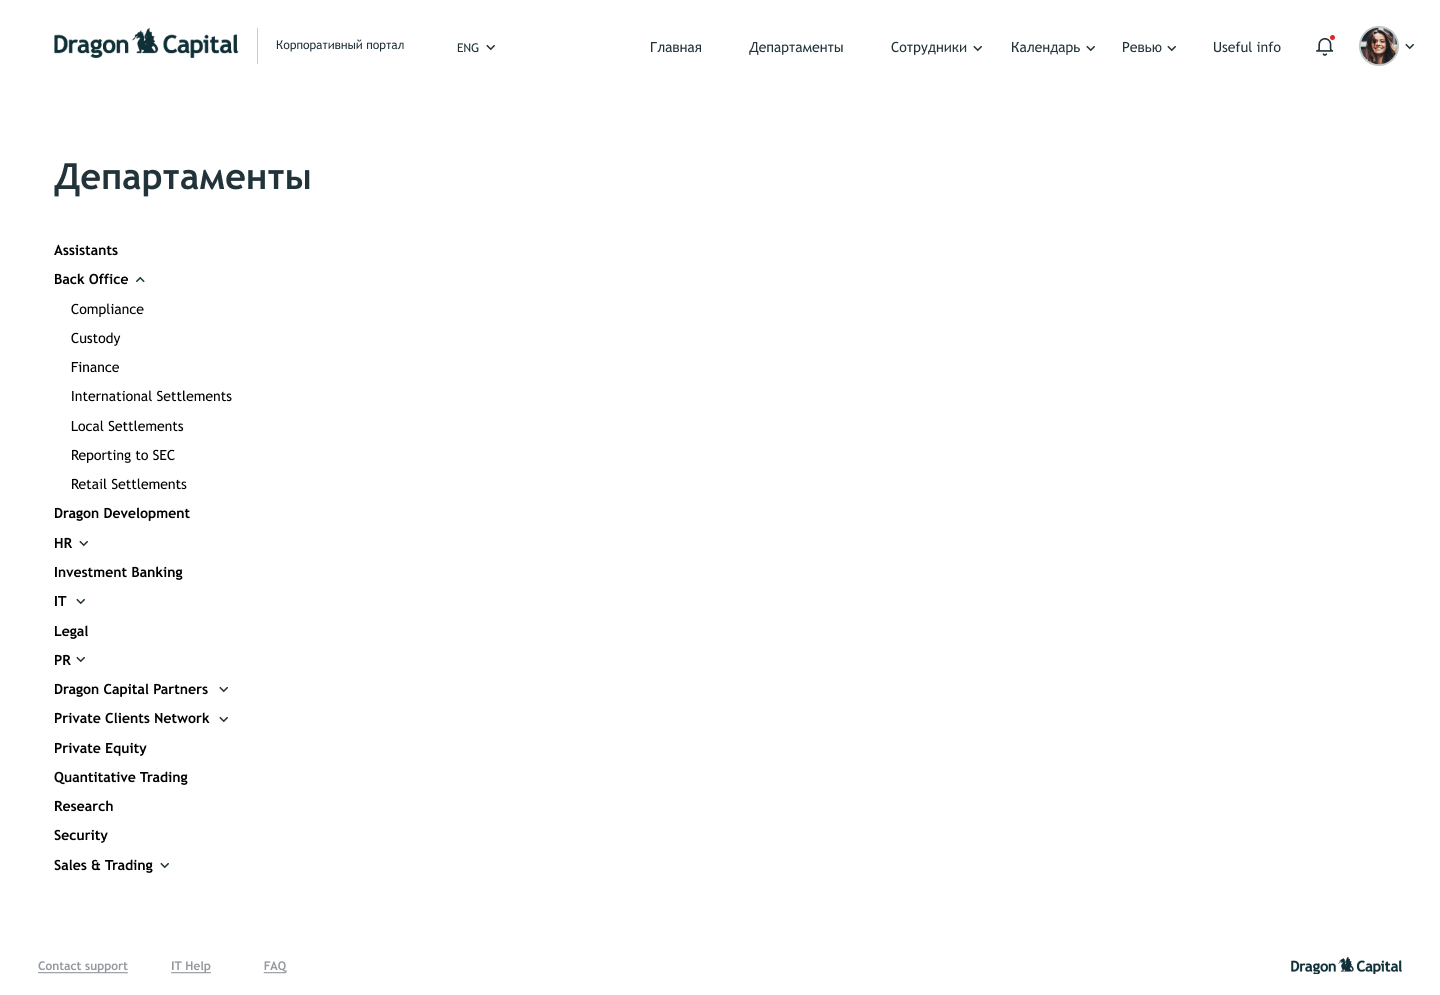 Dragon Capital
Корпоративный портал
ENG
Главная
Департаменты
Сотрудники
Календарь
Ревью
Useful info
Департаменты
Assistants
Back Office
Compliance
Custody
Finance
International Settlements
Local Settlements
Reporting to SEC
Retail Settlements
Dragon Development
HR
Investment Banking
IT
Legal
PR
Dragon Capital Partners
Private Clients Network
Private Equity
Quantitative Trading
Research
Security
Sales & Trading
Contact support
IT Help
FAQ
Dragon Capital